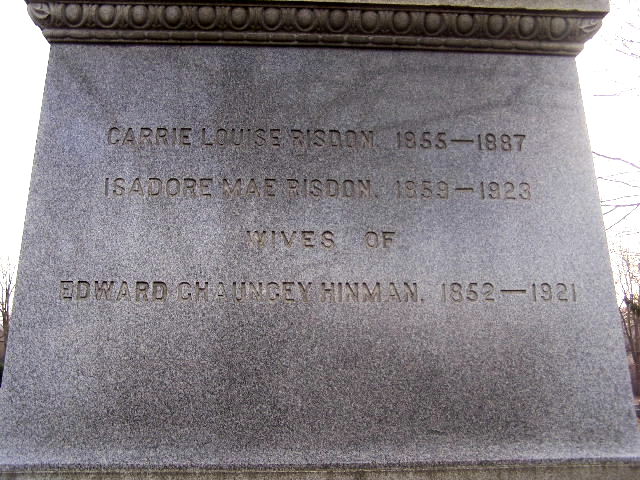 CARRIE LOUISE RISDON, 1855—1887
ISADORE MAE RISDON, 1859—1923
WIVES OF
EDWARD CHAUNCEY HINMAN, 1852—1921